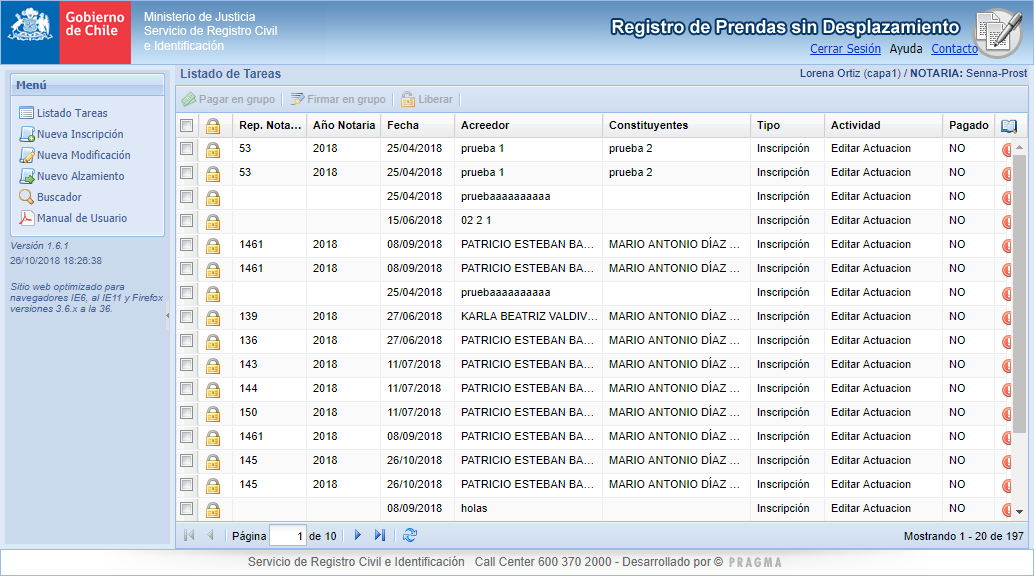 Gobierno
de Chile
Ministerio de Justicia
Servicio de Registro Civil
e Identificación
Registro de Prendas sin Desplazamiento
Cerrar Sesión Ayuda Contacto
Menú
Listado Tareas
Nueva Inscripción
Nueva Modificación
Nuevo Alzamiento
Buscador
Manual de Usuario
Versión 1.6.1
26/10/2018 18:26:38
Sitio web optimizado para
navegadores IE6, al IE11 y Firefox
versiones 3.6.x a la 36.
Listado de Tareas
Lorena Ortiz (capa1) / NOTARIA: Senna-Prost
Pagar en grupo Firmar en grupo Liberar
Rep. Nota... Año Notaria Fecha Acreedor Constituyentes Tipo Actividad Pagado
53 2018 25/04/2018 prueba 1 prueba 2 Inscripción Editar Actuacion NO
53 2018 25/04/2018 prueba 1 prueba 2 Inscripción Editar Actuacion NO
25/04/2018 pruebaaaaaaaaaa Inscripción Editar Actuacion NO
15/06/2018 02 2 1 Inscripción Editar Actuacion NO
1461 2018 08/09/2018 PATRICIO ESTEBAN BA... MARIO ANTONIO DÍAZ ... Inscripción Editar Actuacion NO
1461 2018 08/09/2018 PATRICIO ESTEBAN BA... MARIO ANTONIO DÍAZ ... Inscripción Editar Actuacion NO
25/04/2018 pruebaaaaaaaaaa Inscripción Editar Actuacion NO
139 2018 27/06/2018 KARLA BEATRIZ VALDIV... MARIO ANTONIO DÍAZ ... Inscripción Editar Actuacion NO
136 2018 27/06/2018 PATRICIO ESTEBAN BA... MARIO ANTONIO DÍAZ ... Inscripción Editar Actuacion NO
143 2018 11/07/2018 PATRICIO ESTEBAN BA... MARIO ANTONIO DÍAZ ... Inscripción Editar Actuacion NO
144 2018 11/07/2018 PATRICIO ESTEBAN BA... MARIO ANTONIO DÍAZ ... Inscripción Editar Actuacion NO
150 2018 11/07/2018 PATRICIO ESTEBAN BA... MARIO ANTONIO DÍAZ ... Inscripción Editar Actuacion NO
1461 2018 08/09/2018 PATRICIO ESTEBAN BA... MARIO ANTONIO DÍAZ ... Inscripción Editar Actuacion NO
145 2018 26/10/2018 PATRICIO ESTEBAN BA... MARIO ANTONIO DÍAZ ... Inscripción Editar Actuacion NO
145 2018 26/10/2018 PATRICIO ESTEBAN BA... MARIO ANTONIO DÍAZ ... Inscripción Editar Actuacion NO
08/09/2018 holas Inscripción Editar Actuacion NO
Página 1 de 10 Mostrando 1 - 20 de 197
Servicio de Registro Civil e Identificación Call Center 600 370 2000 - Desarrollado por © PRAGMA